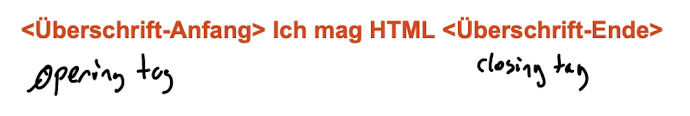 <Überschrift-Anfang> Ich mag HTML <Überschrift-Ende>
opening tag closing tag